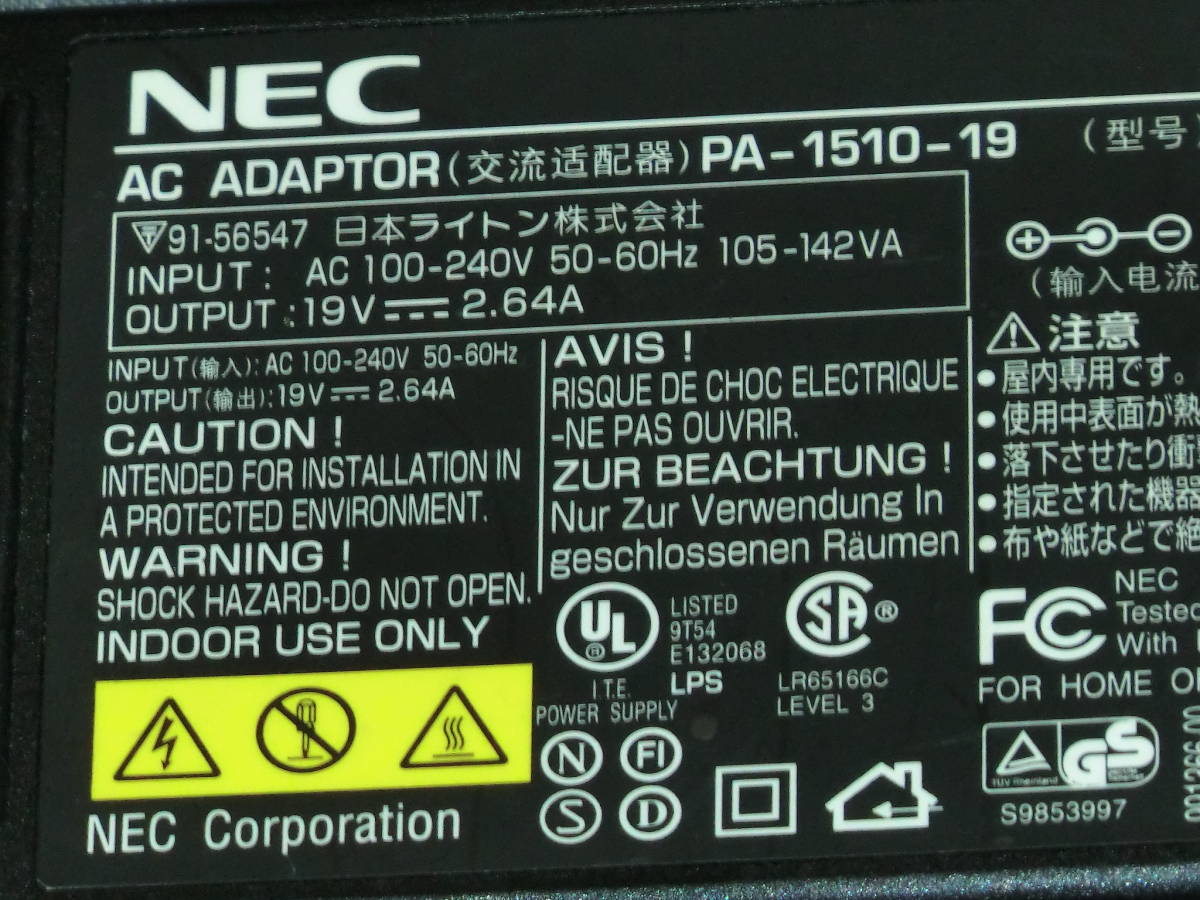 NEC
AC ADAPTOR(交流适配器)PA-1510-19 (型号)
91-56547 日本ライトン株式会社
INPUT: AC 100-240V 50-60Hz 105-142VA
OUTPUT:19V 2.64A
(输入电流
INPUT(输入):AC 100-240V 50-60Hz
OUTPUT(输出):19V 2.64A
CAUTION!
INTENDED FOR INSTALLATION IN
A PROTECTED ENVIRONMENT.
WARNING!
SHOCK HAZARD-DO NOT OPEN.
INDOOR USE ONLY
AVIS!
RISQUE DE CHOC ELECTRIQUE
-NE PAS OUVRIR.
ZUR BEACHTUNG!
Nur Zur Verwendung In
geschlossenen Räumen
注意
•屋内専用です。
•使用中表面が熱
•落下させたり衝
•指定された機器
•布や紙などで絶
UL ®
LISTED
9T54
E132068
I.T.E. LPS
POWER SUPPLY
SA ®
LR65166C
LEVEL 3
FC
NEC
Tested
With
FOR HOME
N FI
S D
TÜV Rheinland
GS
S9853997
NEC Corporation